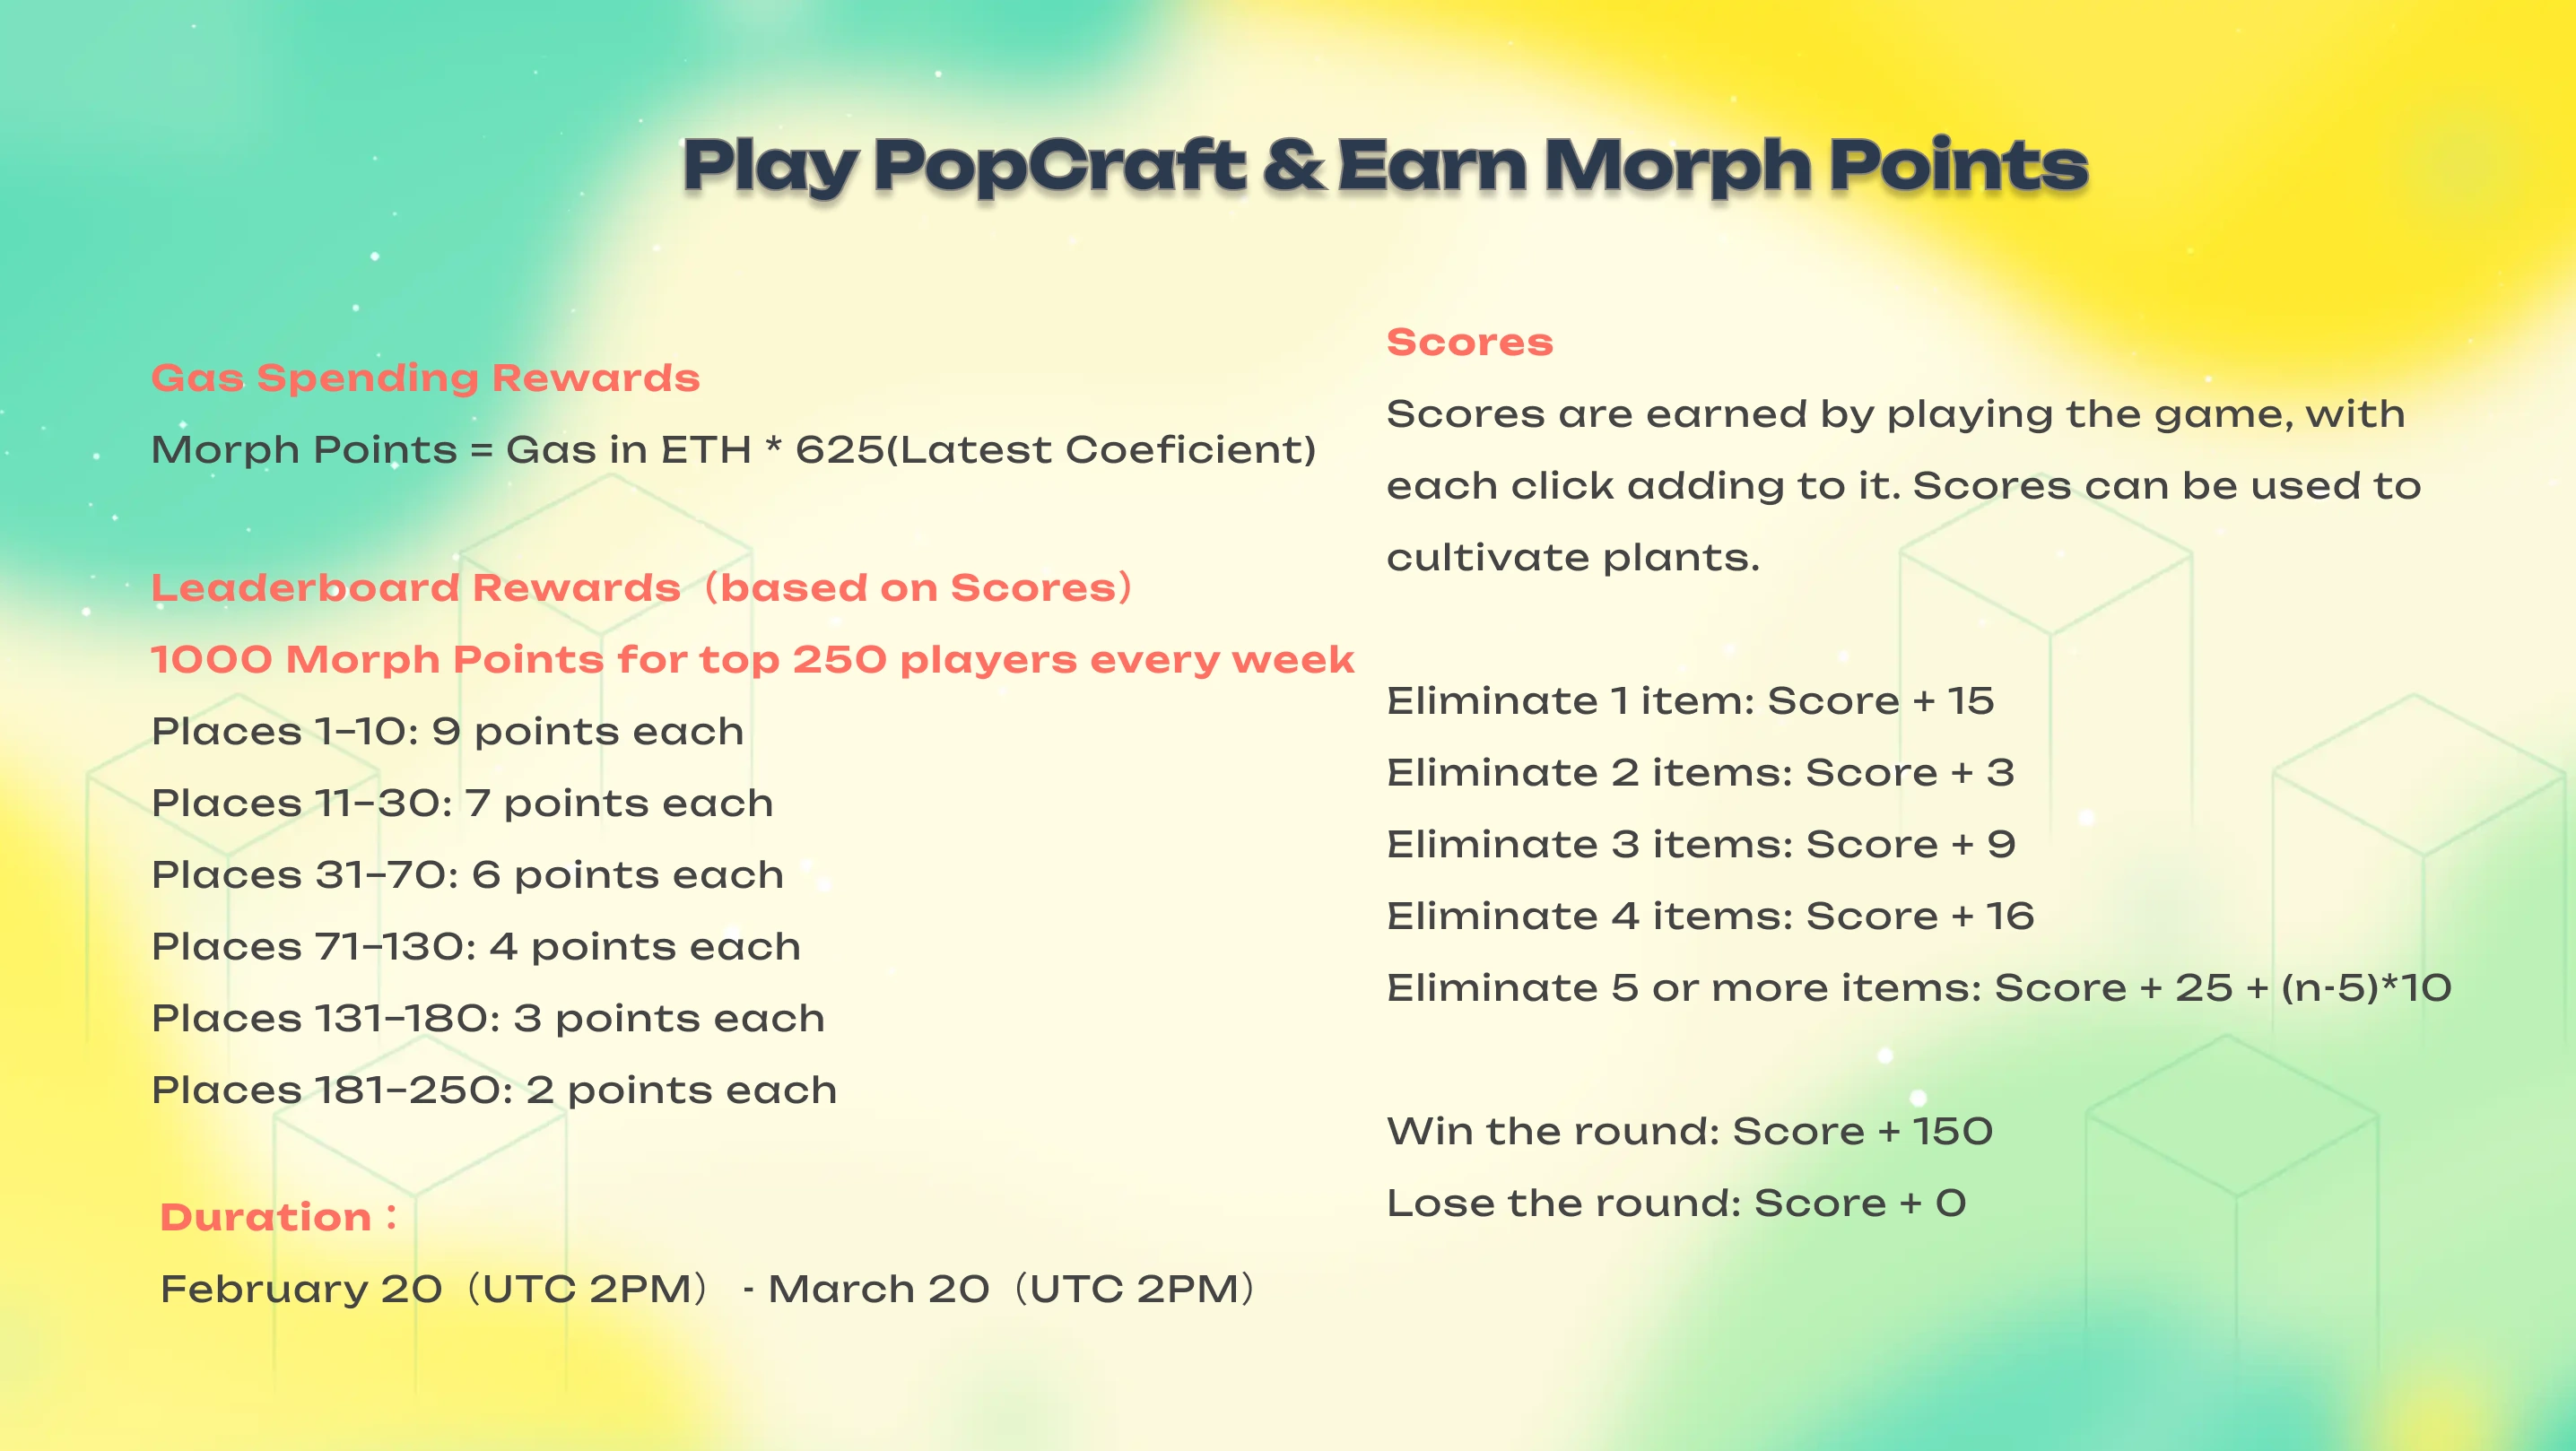 Play PopCraft & Earn Morph Points
Gas Spending Rewards
Morph Points = Gas in ETH * 625(Latest Coeficient)
Leaderboard Rewards（based on Scores）
1000 Morph Points for top 250 players every week
Places 1–10: 9 points each
Places 11–30: 7 points each
Places 31–70: 6 points each
Places 71–130: 4 points each
Places 131–180: 3 points each
Places 181–250: 2 points each
Duration：
February 20（UTC 2PM） - March 20（UTC 2PM）
Scores
Scores are earned by playing the game, with
each click adding to it. Scores can be used to
cultivate plants.
Eliminate 1 item: Score + 15
Eliminate 2 items: Score + 3
Eliminate 3 items: Score + 9
Eliminate 4 items: Score + 16
Eliminate 5 or more items: Score + 25 + (n-5)*10
Win the round: Score + 150
Lose the round: Score + 0